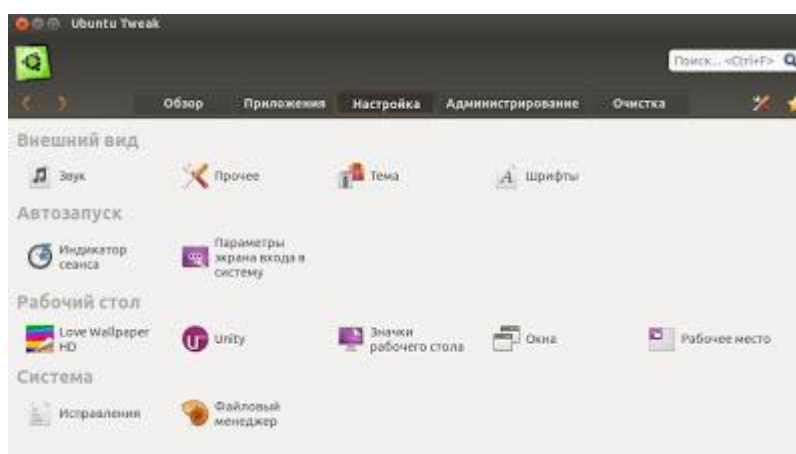 Ubuntu Tweak
Поиск... <Ctrl+F>
Обзор Приложения Настройка Администрирование Очистка
Внешний вид
Звук Прочее Тема Шрифты
Автозапуск
Индикатор сеанса
Параметры экрана входа в систему
Рабочий стол
Love Wallpaper HD
Unity
Значки рабочего стола
Окна
Рабочее место
Система
Исправления
Файловый менеджер